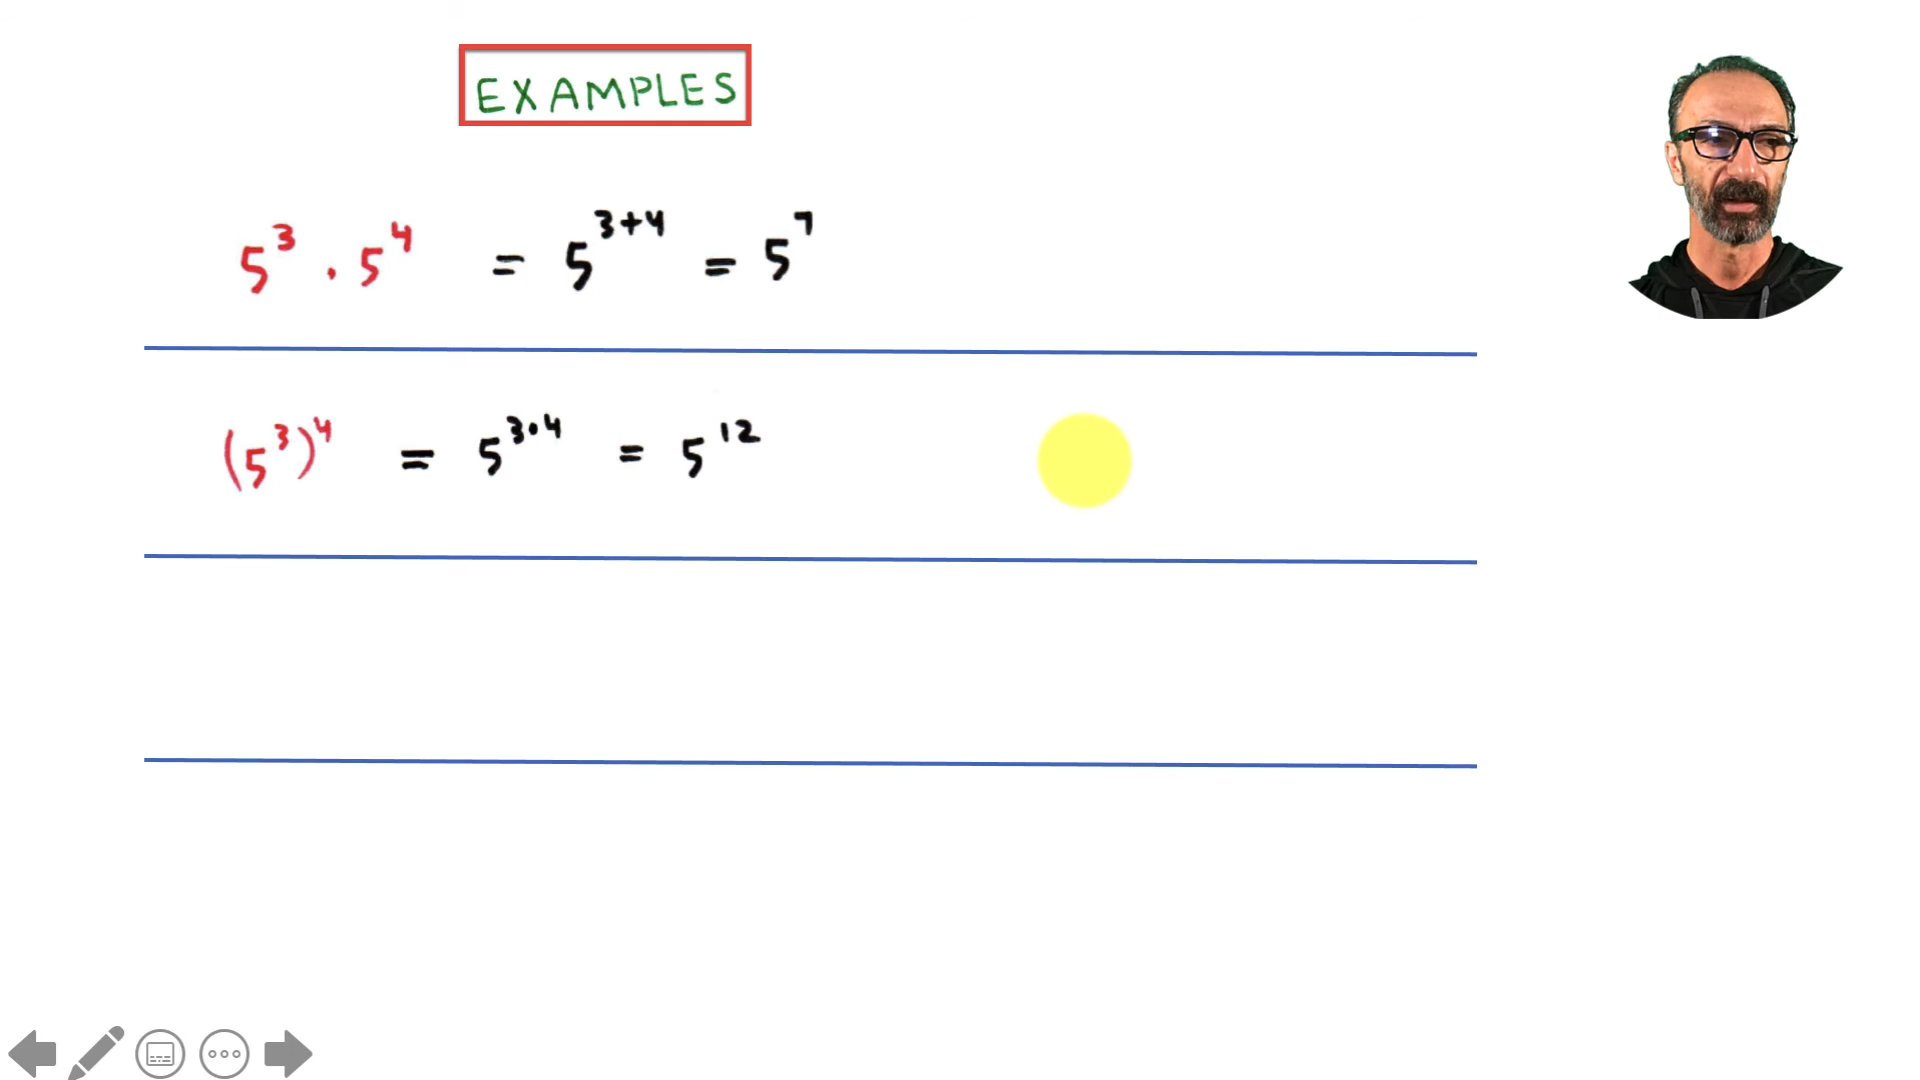 EXAMPLES
5³ · 5⁴ = 5³⁺⁴ = 5⁷
(5³)⁴ = 5³˙⁴ = 5¹²